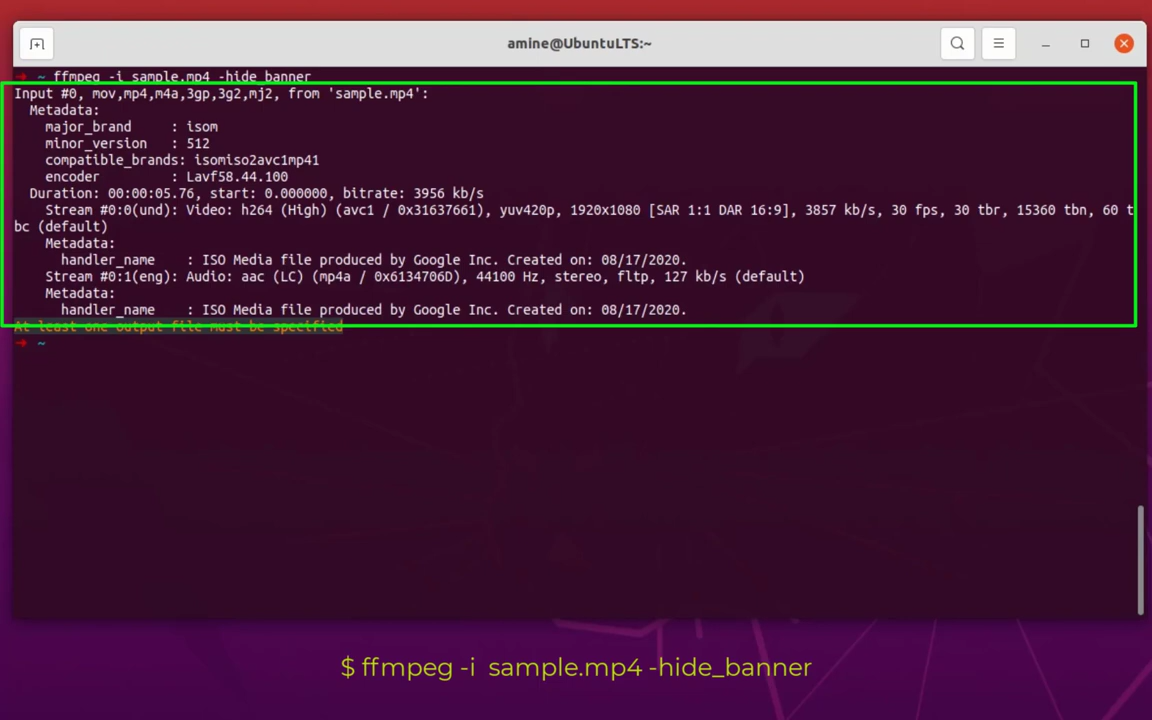 amine@UbuntuLTS:~
➜ ~ ffmpeg -i sample.mp4 -hide_banner
Input #0, mov,mp4,m4a,3gp,3g2,mj2, from 'sample.mp4':
  Metadata:
    major_brand     : isom
    minor_version   : 512
    compatible_brands: isomiso2avc1mp41
    encoder         : Lavf58.44.100
  Duration: 00:00:05.76, start: 0.000000, bitrate: 3956 kb/s
    Stream #0:0(und): Video: h264 (High) (avc1 / 0x31637661), yuv420p, 1920x1080 [SAR 1:1 DAR 16:9], 3857 kb/s, 30 fps, 30 tbr, 15360 tbn, 60 t
bc (default)
    Metadata:
      handler_name    : ISO Media file produced by Google Inc. Created on: 08/17/2020.
    Stream #0:1(eng): Audio: aac (LC) (mp4a / 0x6134706D), 44100 Hz, stereo, fltp, 127 kb/s (default)
    Metadata:
      handler_name    : ISO Media file produced by Google Inc. Created on: 08/17/2020.
At least one output file must be specified
➜ ~
$ ffmpeg -i sample.mp4 -hide_banner